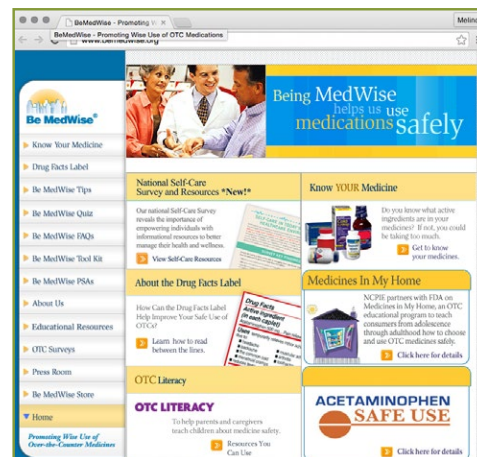 BeMedWise - Promoting W
Melin
BeMedWise - Promoting Wise Use of OTC Medications
www.bemedwise.org
Being MedWise
helps us use
medications safely
Be MedWise®
Know Your Medicine
Drug Facts Label
Be MedWise Tips
Be MedWise Quiz
Be MedWise FAQs
Be MedWise Tool Kit
Be MedWise PSAs
About Us
Educational Resources
OTC Surveys
Press Room
Be MedWise Store
Home
Promoting Wise Use of
Over-the-Counter Medicines
National Self-Care
Survey and Resources *New!*
Our national Self-Care Survey
reveals the importance of
empowering individuals with
informational resources to better
manage their health and wellness.
View Self-Care Resources
Know YOUR Medicine
Do you know what active
ingredients are in your
medicines? If not, you could
be taking too much.
Get to know
your medicines.
About the Drug Facts Label
How Can the Drug Facts Label
Help Improve Your Safe Use of
OTCs?
Learn how to read
between the lines.
Drug Facts
Active ingredient
(in each caplet)
Uses
Medicines In My Home
NCPIE partners with FDA on
Medicines in My Home, an OTC
educational program to teach
consumers from adolescence
through adulthood how to choose
and use OTC medicines safely.
Click here for details
OTC Literacy
OTC LITERACY
To help parents and caregivers
teach children about medicine safety.
Resources You
Can Use
ACETAMINOPHEN
SAFE USE
Click here for details